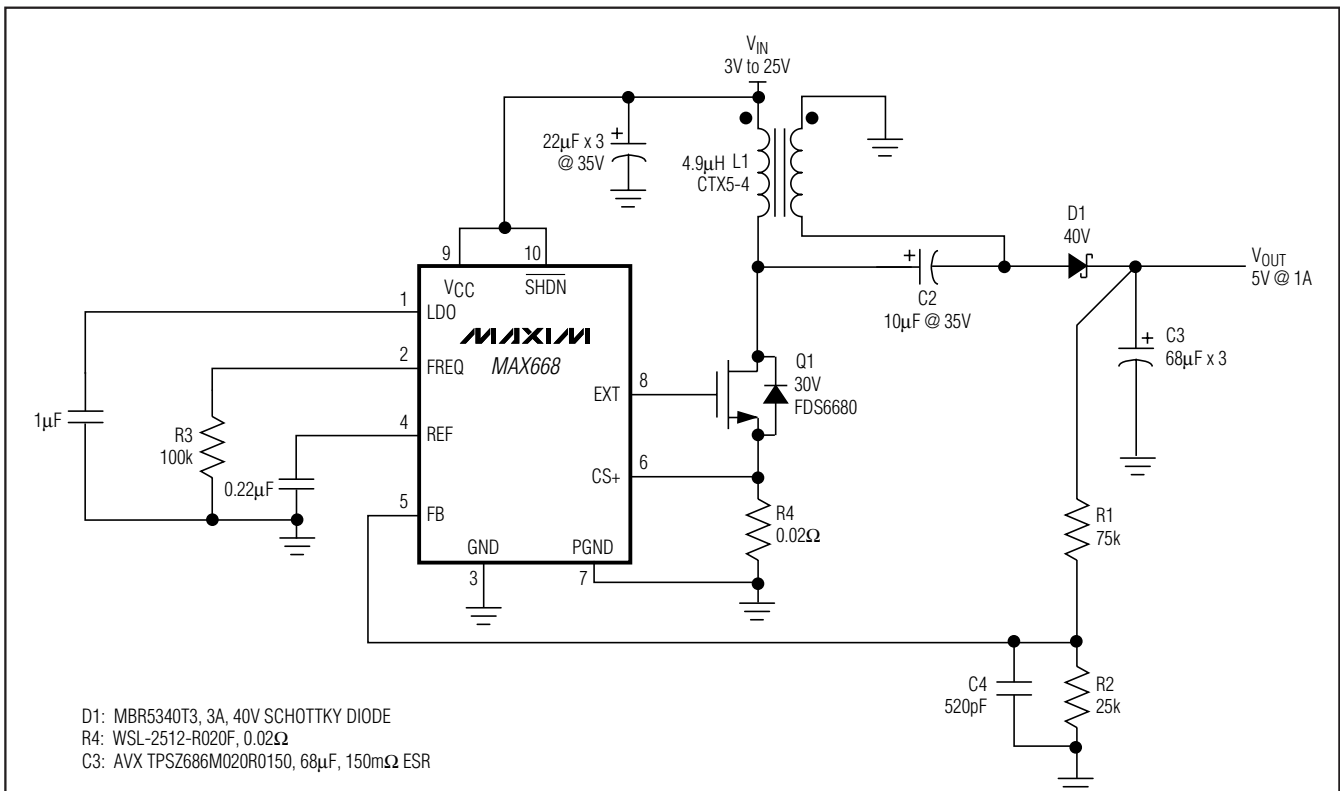 VIN
3V to 25V
22μF x 3
@ 35V
4.9μH L1
CTX5-4
D1
40V
VOUT
5V @ 1A
9
10
VCC
SHDN
1
LDO
MAXIM
MAX668
C2
10μF @ 35V
C3
68μF x 3
2
FREQ
8
EXT
Q1
30V
FDS6680
1μF
R3
100k
4
REF
0.22μF
6
CS+
5
FB
R4
0.02Ω
R1
75k
GND
PGND
3
7
C4
520pF
R2
25k
D1: MBR5340T3, 3A, 40V SCHOTTKY DIODE
R4: WSL-2512-R020F, 0.02Ω
C3: AVX TPSZ686M020R0150, 68μF, 150mΩ ESR